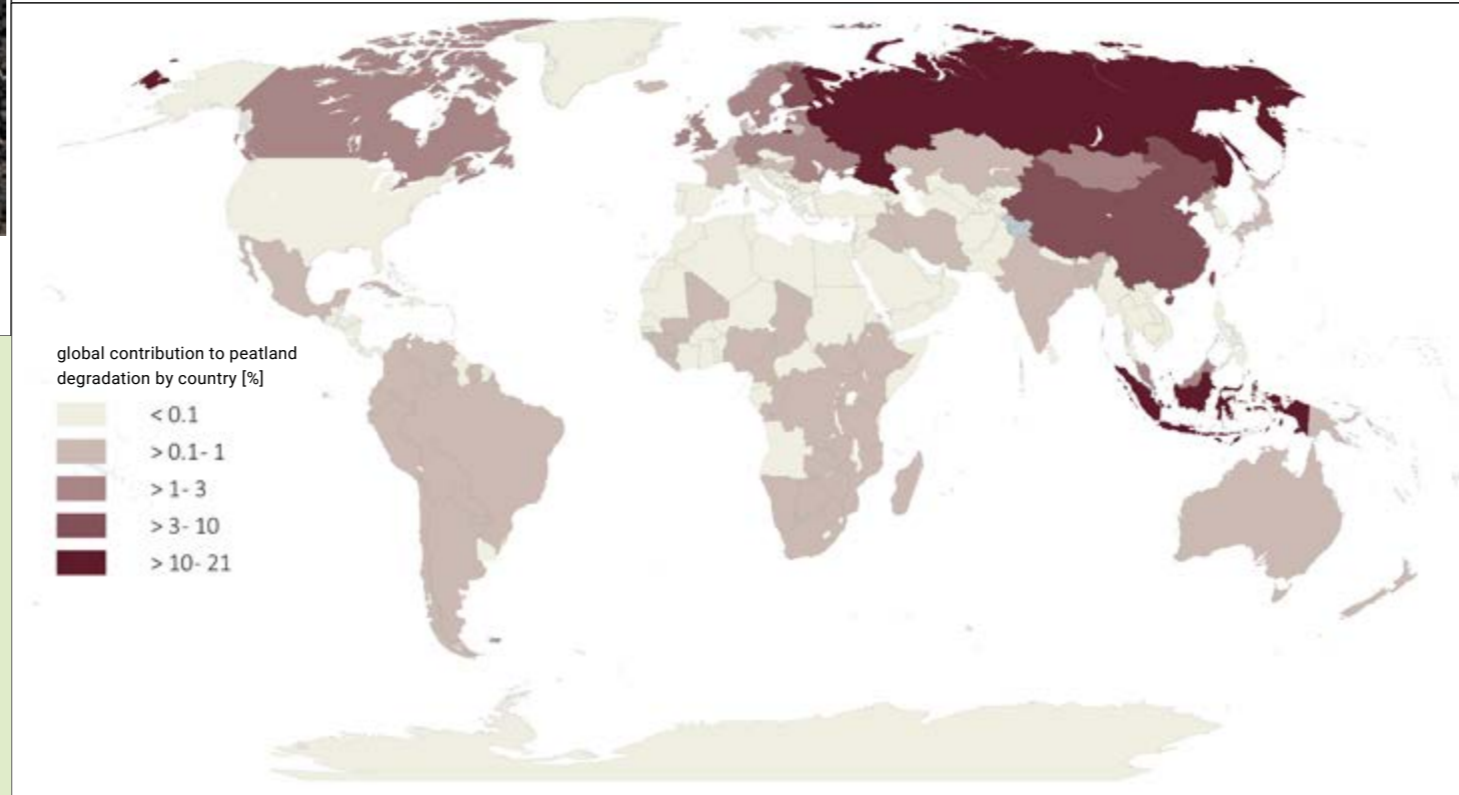 global contribution to peatland
degradation by country [%]
< 0.1
> 0.1- 1
> 1- 3
> 3- 10
> 10- 21